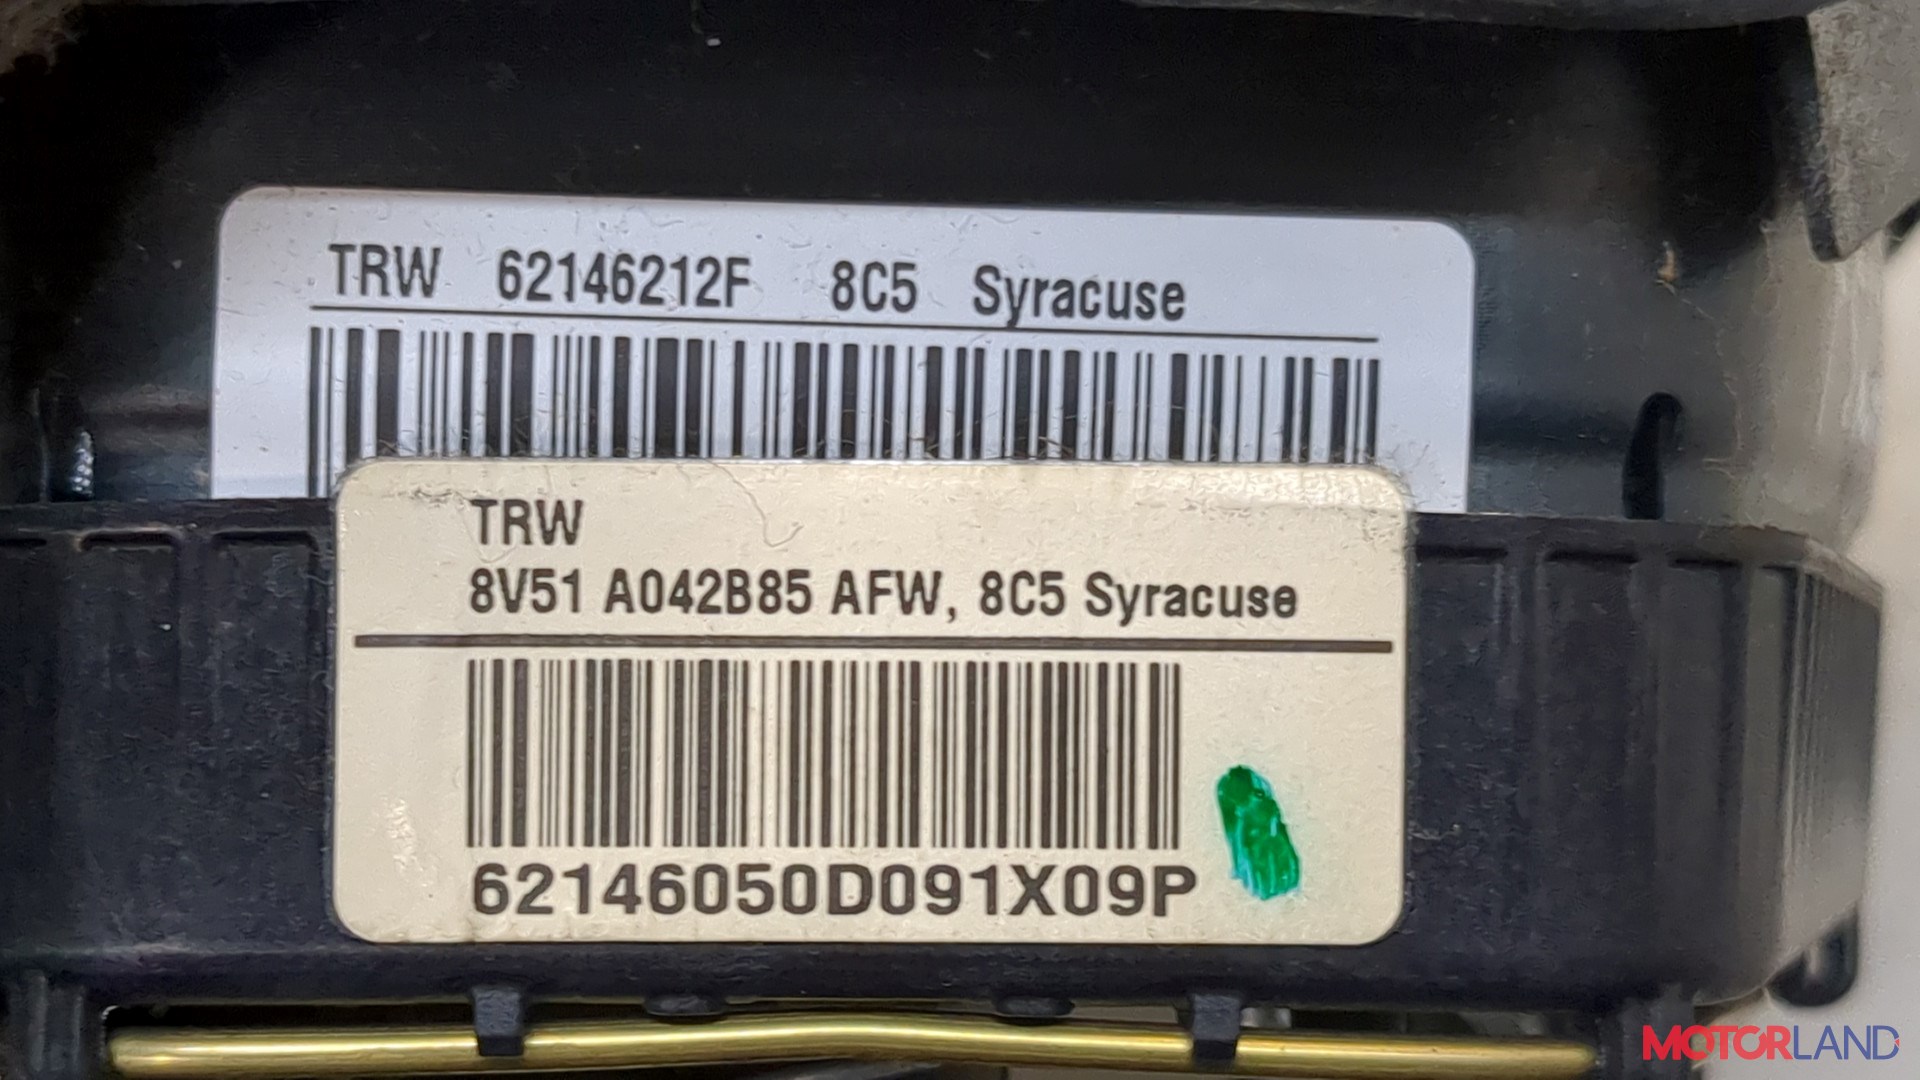 TRW 62146212F 8C5 Syracuse
TRW
8V51 A042B85 AFW, 8C5 Syracuse
62146050D091X09P
MOTORLAND